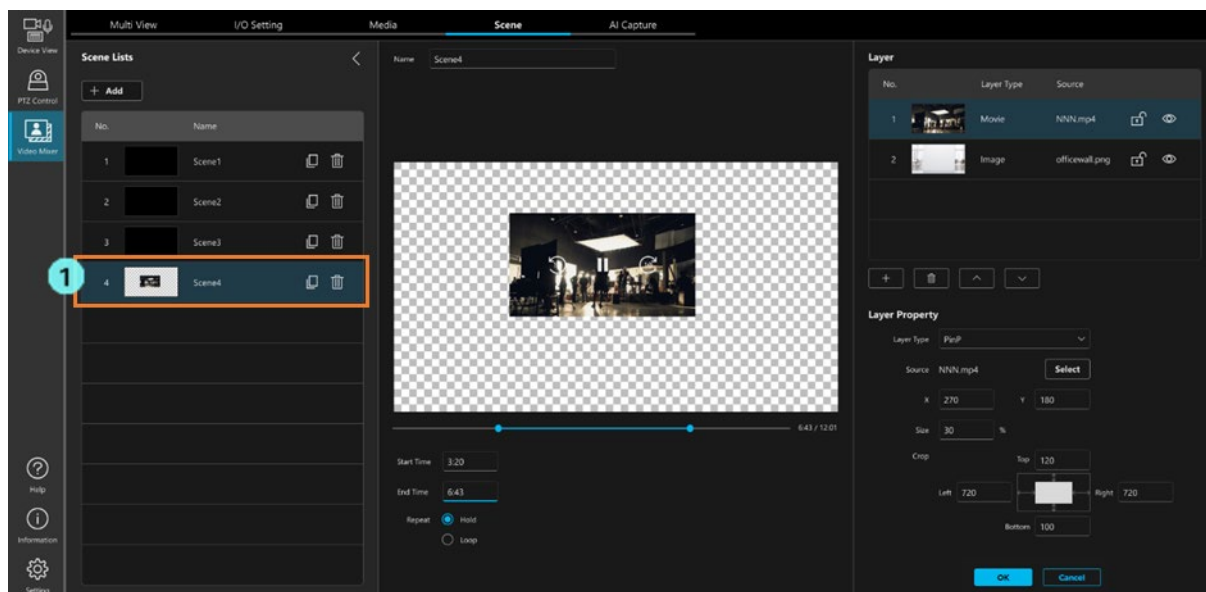 Multi View
I/O Setting
Media
Scene
AI Capture
Device View
PTZ Control
Video Mixer
Help
Information
Setting
Scene Lists
+ Add
No. Name
1 Scene1
2 Scene2
3 Scene3
1
4 Scene4
Name Scene4
6:43 / 12:01
Start Time 3:20
End Time 6:43
Repeat Hold
Loop
Layer
No. Layer Type Source
1 Movie NNN.mp4
2 Image officewall.png
Layer Property
Layer Type PinP
Source NNN.mp4 Select
X 270 Y 180
Size 30 %
Crop Top 120
Left 720 Right 720
Bottom 100
OK Cancel